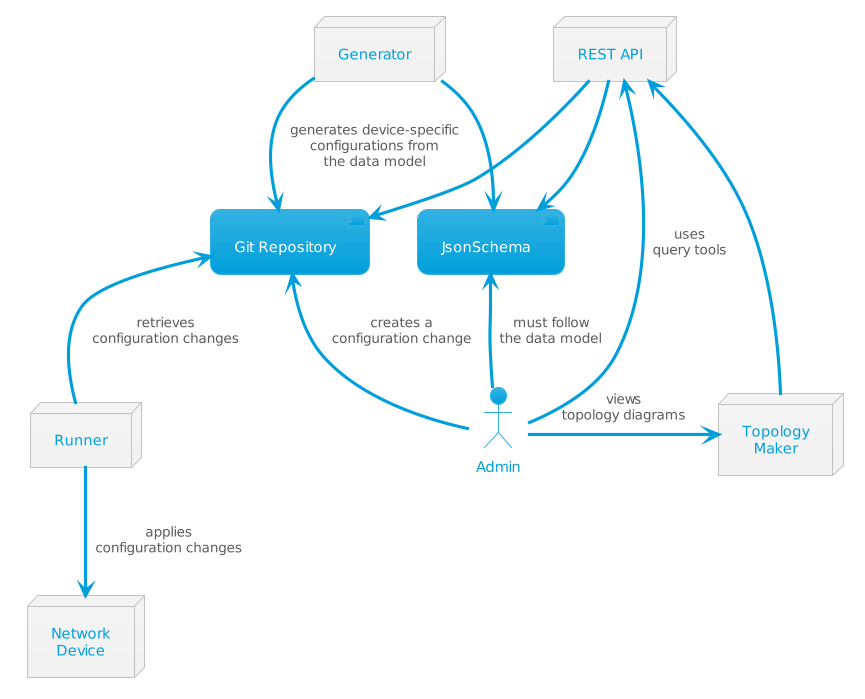 Generator
REST API
generates device-specific
configurations from
the data model
Git Repository
JsonSchema
uses
query tools
retrieves
configuration changes
creates a
configuration change
must follow
the data model
views
topology diagrams
Runner
Topology
Maker
Admin
applies
configuration changes
Network
Device